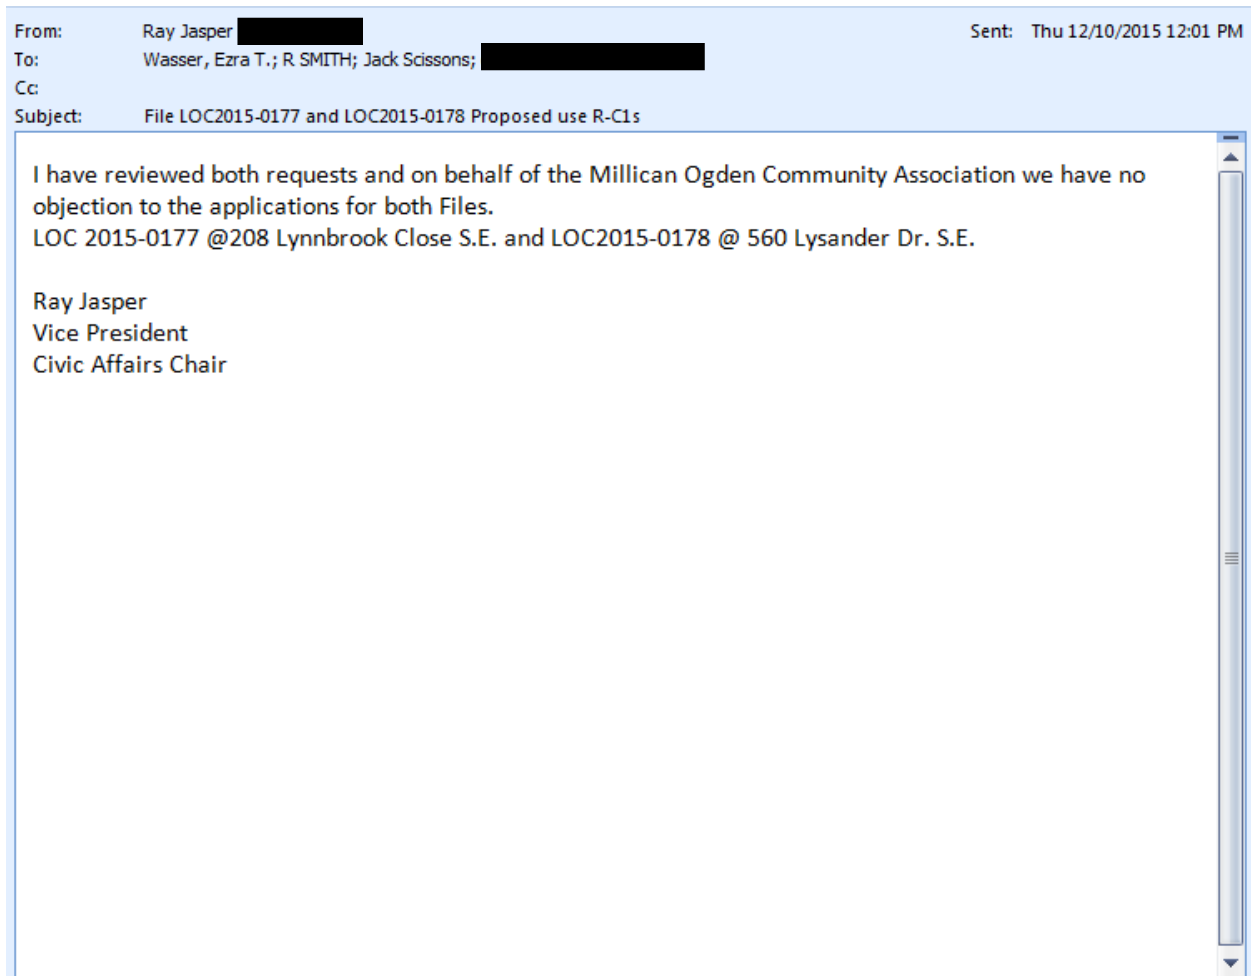 From: Ray Jasper Sent: Thu 12/10/2015 12:01 PM
To: Wasser, Ezra T.; R SMITH; Jack Scissons;
Cc:
Subject: File LOC2015-0177 and LOC2015-0178 Proposed use R-C1s
I have reviewed both requests and on behalf of the Millican Ogden Community Association we have no
objection to the applications for both Files.
LOC 2015-0177 @208 Lynnbrook Close S.E. and LOC2015-0178 @ 560 Lysander Dr. S.E.
Ray Jasper
Vice President
Civic Affairs Chair